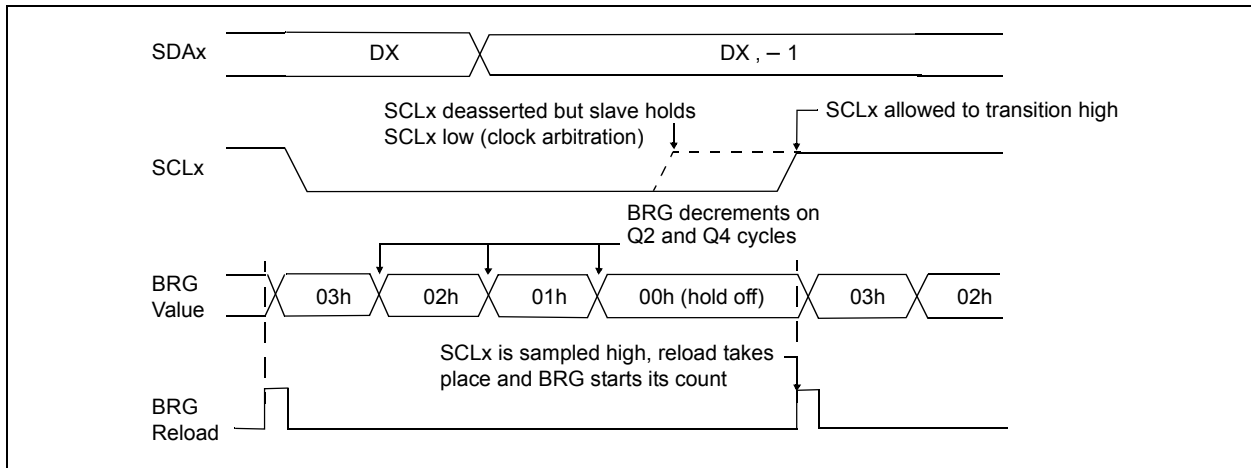 SDAx
DX
DX , – 1
SCLx deasserted but slave holds
SCLx low (clock arbitration)
SCLx allowed to transition high
SCLx
BRG decrements on
Q2 and Q4 cycles
BRG
Value
03h
02h
01h
00h (hold off)
03h
02h
SCLx is sampled high, reload takes
place and BRG starts its count
BRG
Reload